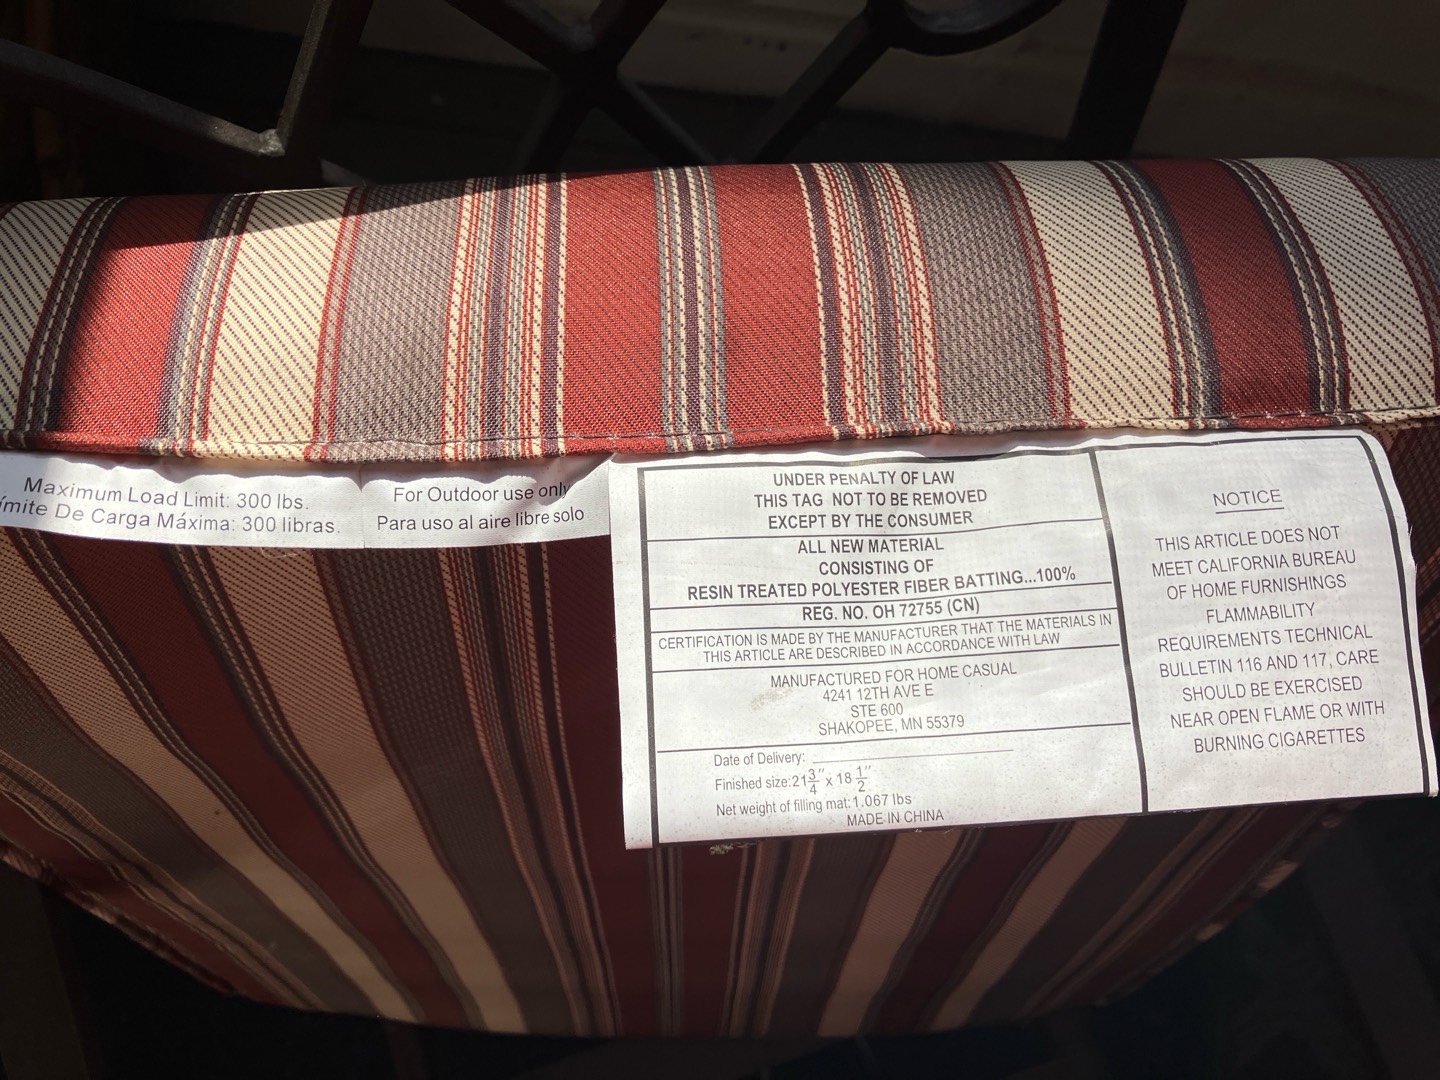 Maximum Load Limit: 300 lbs.
ímite De Carga Máxima: 300 libras.
For Outdoor use only
Para uso al aire libre solo
UNDER PENALTY OF LAW
THIS TAG NOT TO BE REMOVED
EXCEPT BY THE CONSUMER
ALL NEW MATERIAL
CONSISTING OF
RESIN TREATED POLYESTER FIBER BATTING...100%
REG. NO. OH 72755 (CN)
CERTIFICATION IS MADE BY THE MANUFACTURER THAT THE MATERIALS IN
THIS ARTICLE ARE DESCRIBED IN ACCORDANCE WITH LAW
MANUFACTURED FOR HOME CASUAL
4241 12TH AVE E
STE 600
SHAKOPEE, MN 55379
Date of Delivery:
Finished size:21 3/4" x 18 1/2"
Net weight of filling mat:1.067 lbs
MADE IN CHINA
NOTICE
THIS ARTICLE DOES NOT
MEET CALIFORNIA BUREAU
OF HOME FURNISHINGS
FLAMMABILITY
REQUIREMENTS TECHNICAL
BULLETIN 116 AND 117, CARE
SHOULD BE EXERCISED
NEAR OPEN FLAME OR WITH
BURNING CIGARETTES